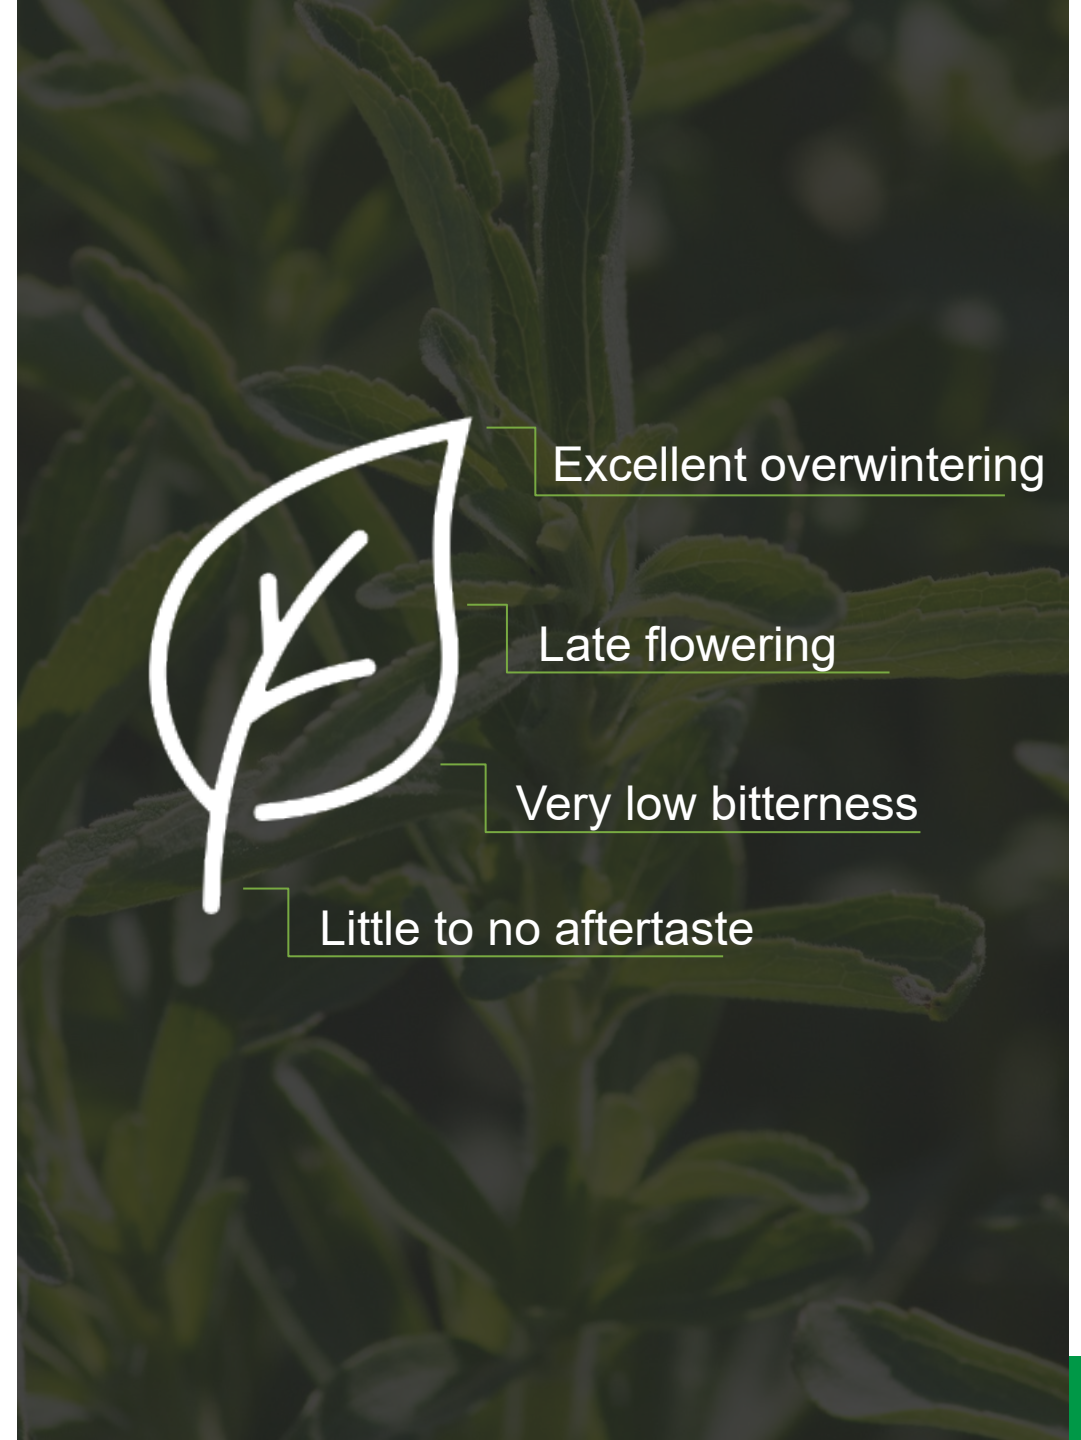 Excellent overwintering
Late flowering
Very low bitterness
Little to no aftertaste